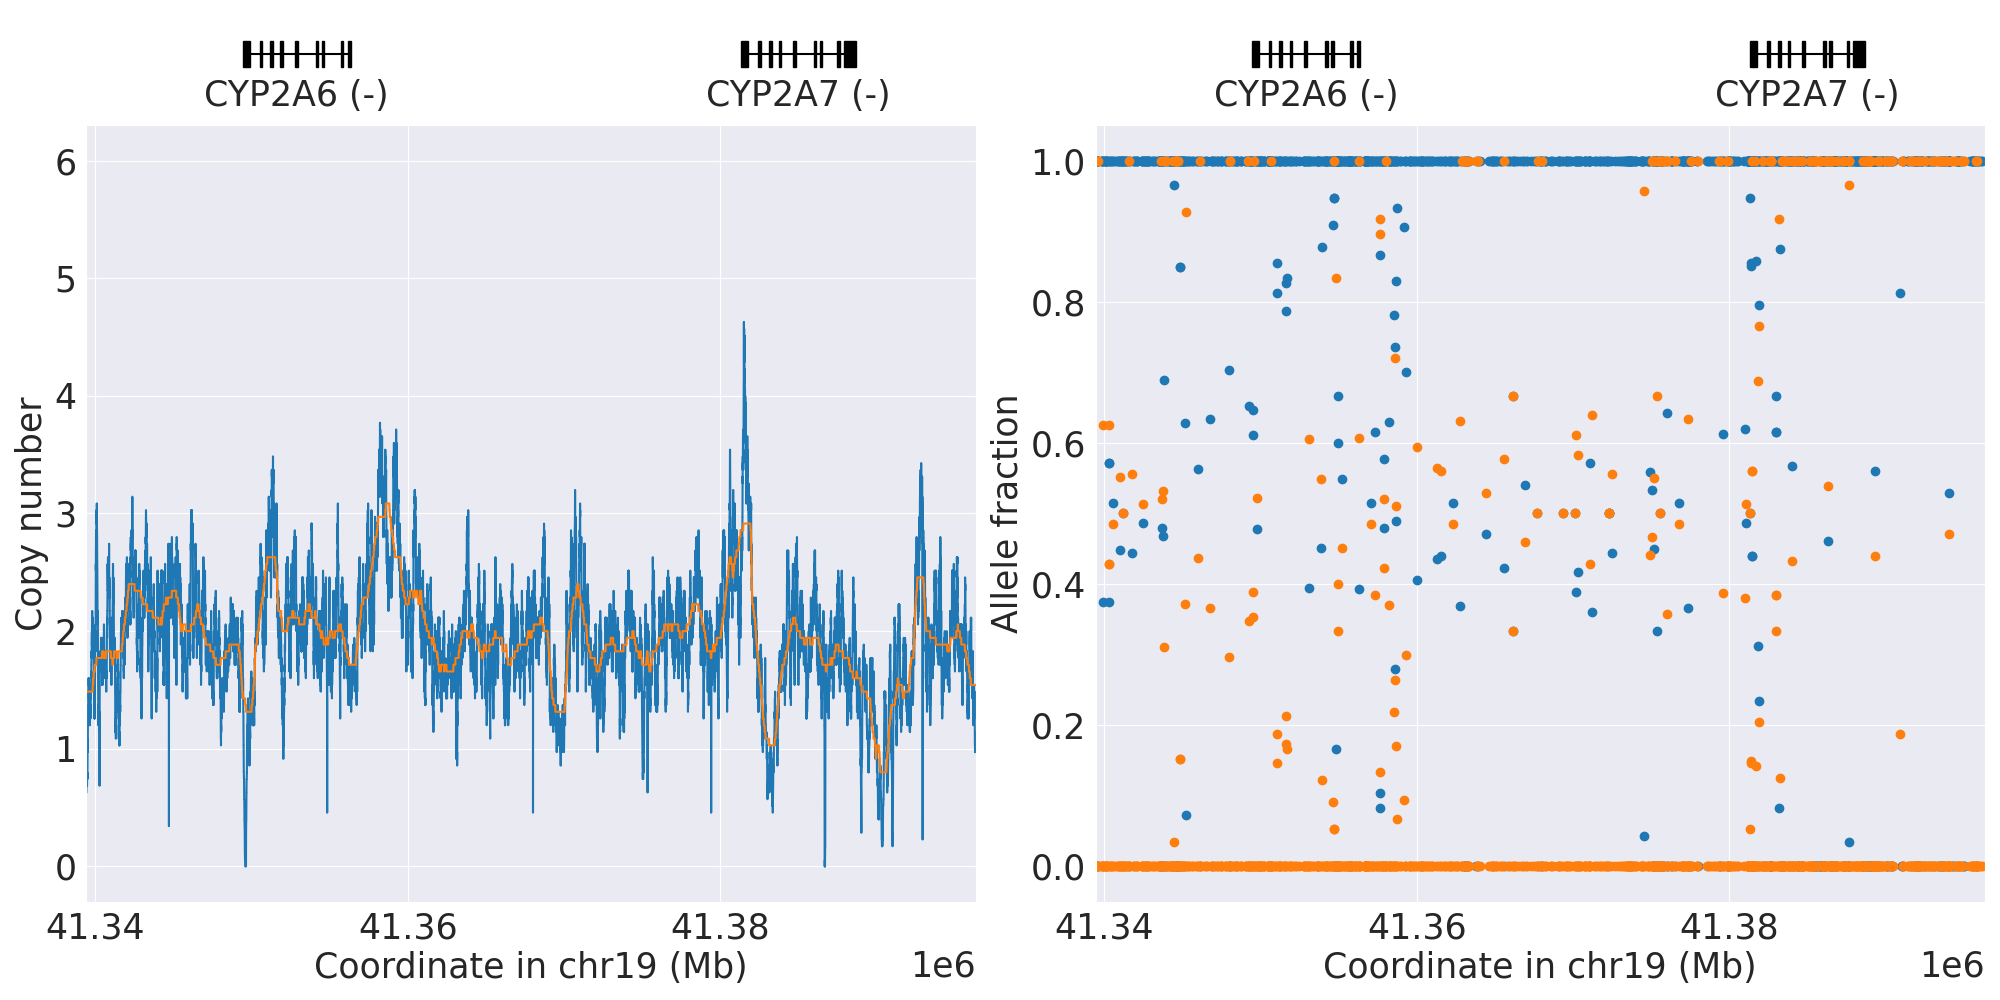 CYP2A6 (-)
CYP2A7 (-)
Copy number
6
5
4
3
2
1
0
41.34
41.36
41.38
Coordinate in chr19 (Mb)
1e6
CYP2A6 (-)
CYP2A7 (-)
Allele fraction
1.0
0.8
0.6
0.4
0.2
0.0
41.34
41.36
41.38
Coordinate in chr19 (Mb)
1e6